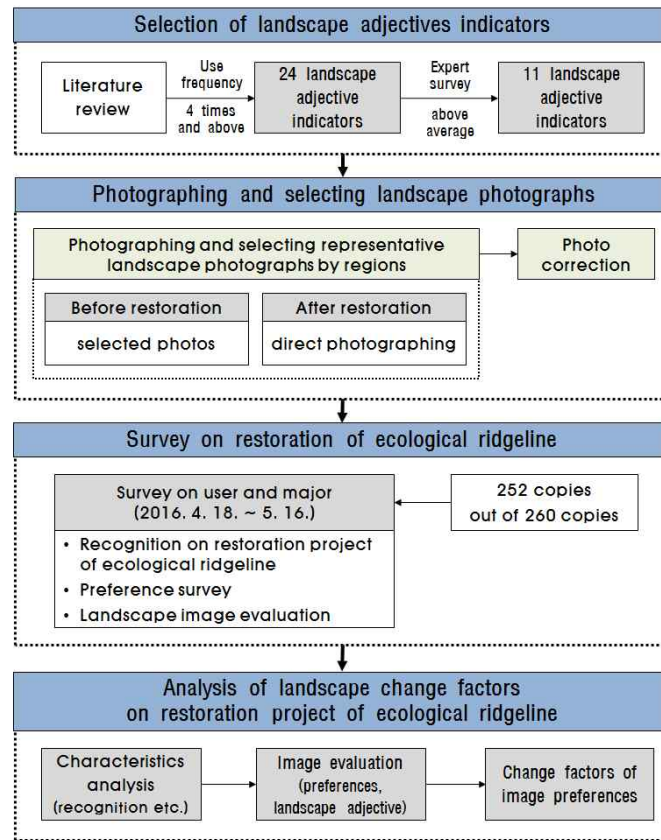 Selection of landscape adjectives indicators
Literature
review
Use
frequency
4 times
and above
24 landscape
adjective
indicators
Expert
survey
above
average
11 landscape
adjective
indicators
Photographing and selecting landscape photographs
Photographing and selecting representative
landscape photographs by regions
Photo
correction
Before restoration
selected photos
After restoration
direct photographing
Survey on restoration of ecological ridgeline
Survey on user and major
(2016. 4. 18. ~ 5. 16.)
• Recognition on restoration project
of ecological ridgeline
• Preference survey
• Landscape image evaluation
252 copies
out of 260 copies
Analysis of landscape change factors
on restoration project of ecological ridgeline
Characteristics
analysis
(recognition etc.)
Image evaluation
(preferences,
landscape adjective)
Change factors of
image preferences